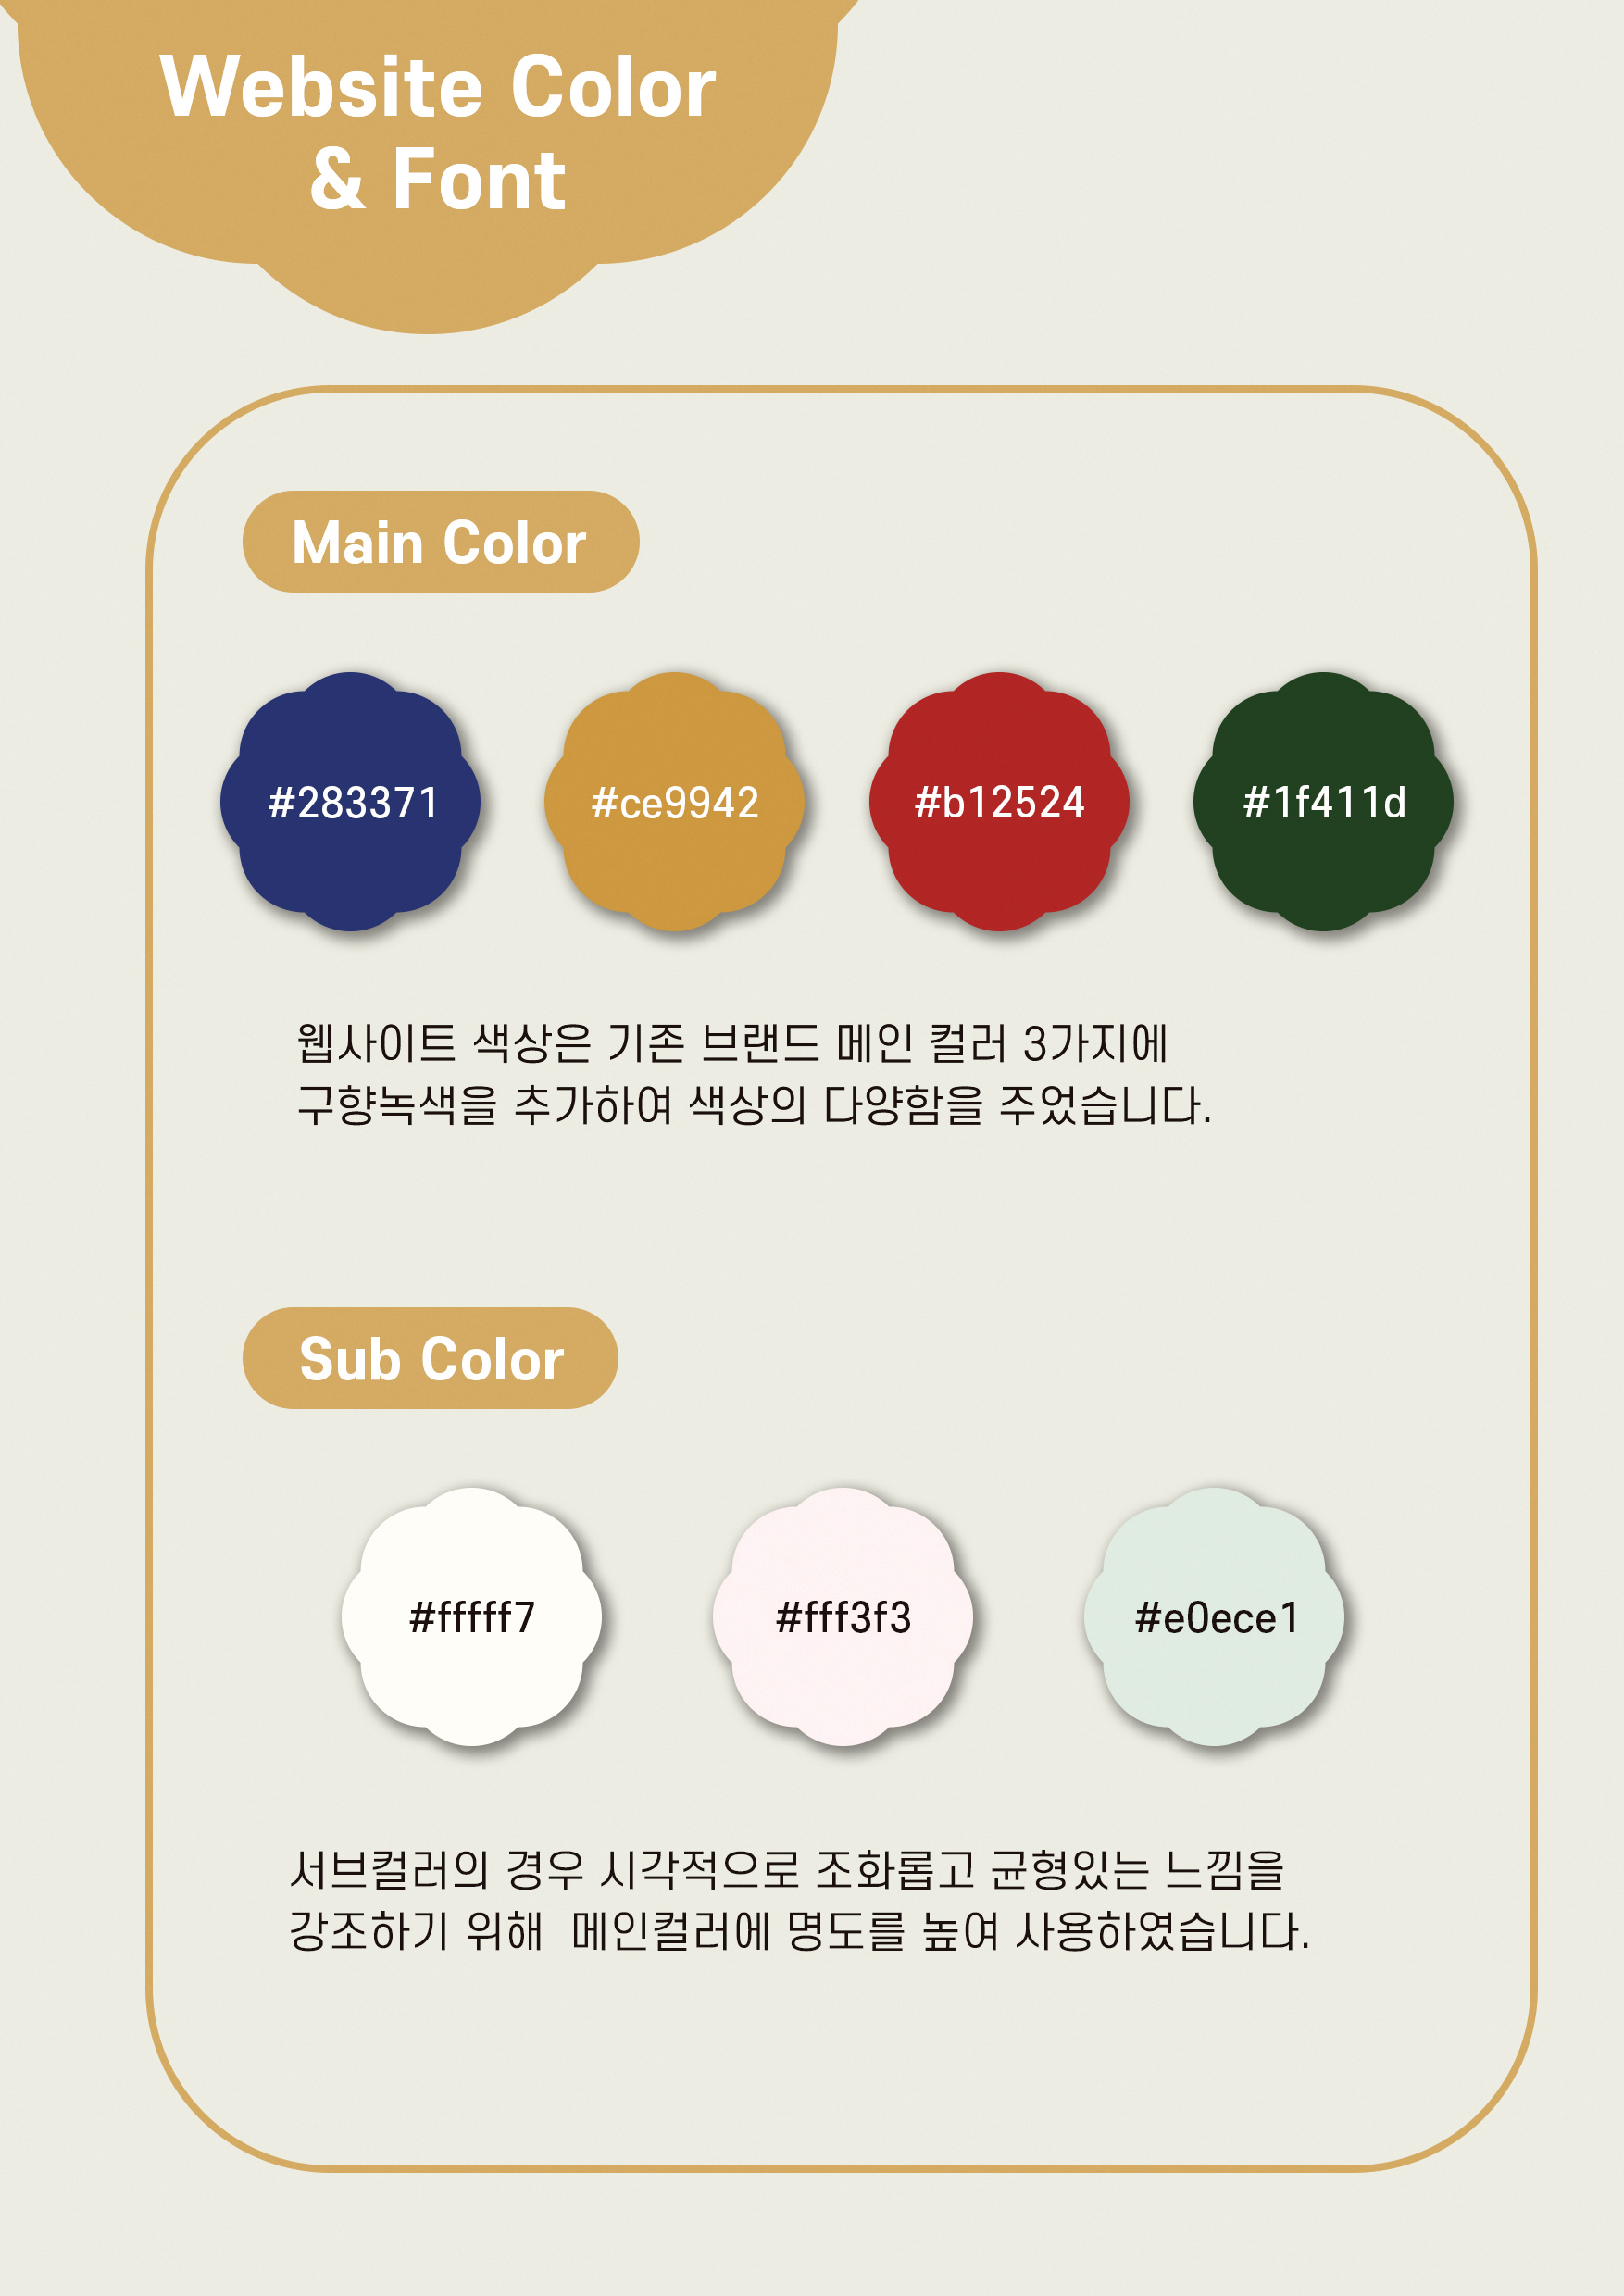 Website Color
& Font
Main Color
#283371
#ce9942
#b12524
#1f411d
웹사이트 색상은 기존 브랜드 메인 컬러 3가지에
구향녹색을 추가하여 색상의 다양함을 주었습니다.
Sub Color
#fffff7
#fff3f3
#e0ece1
서브컬러의 경우 시각적으로 조화롭고 균형있는 느낌을
강조하기 위해  메인컬러에 명도를 높여 사용하였습니다.